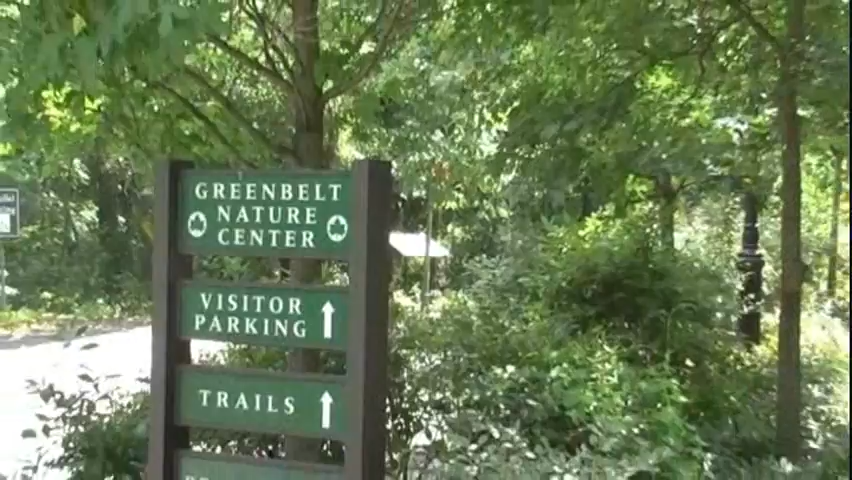 GREENBELT
NATURE
CENTER
VISITOR
PARKING
TRAILS